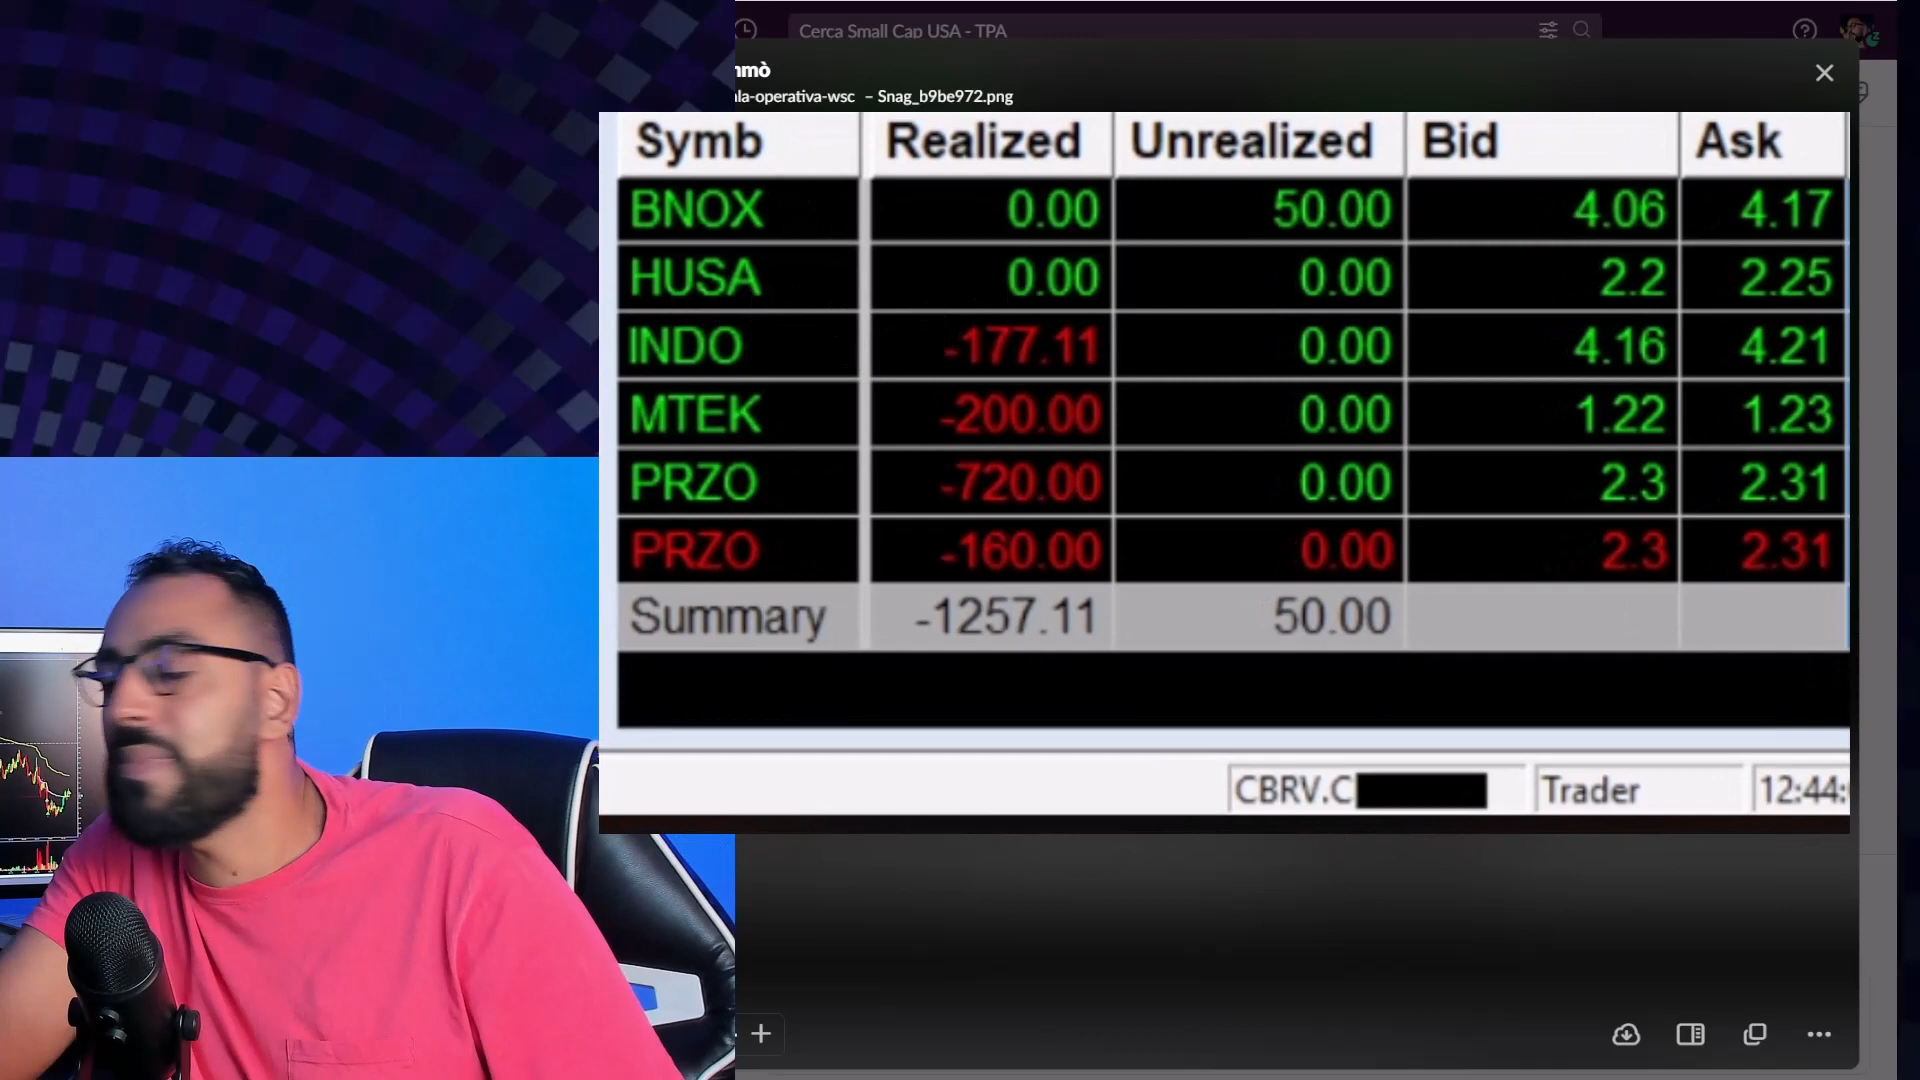 Cerca Small Cap USA - TPA
nmò
la-operativa-wsc – Snag_b9be972.png
Symb Realized Unrealized Bid Ask
BNOX 0.00 50.00 4.06 4.17
HUSA 0.00 0.00 2.2 2.25
INDO -177.11 0.00 4.16 4.21
MTEK -200.00 0.00 1.22 1.23
PRZO -720.00 0.00 2.3 2.31
PRZO -160.00 0.00 2.3 2.31
Summary -1257.11 50.00
CBRV.C Trader 12:44: